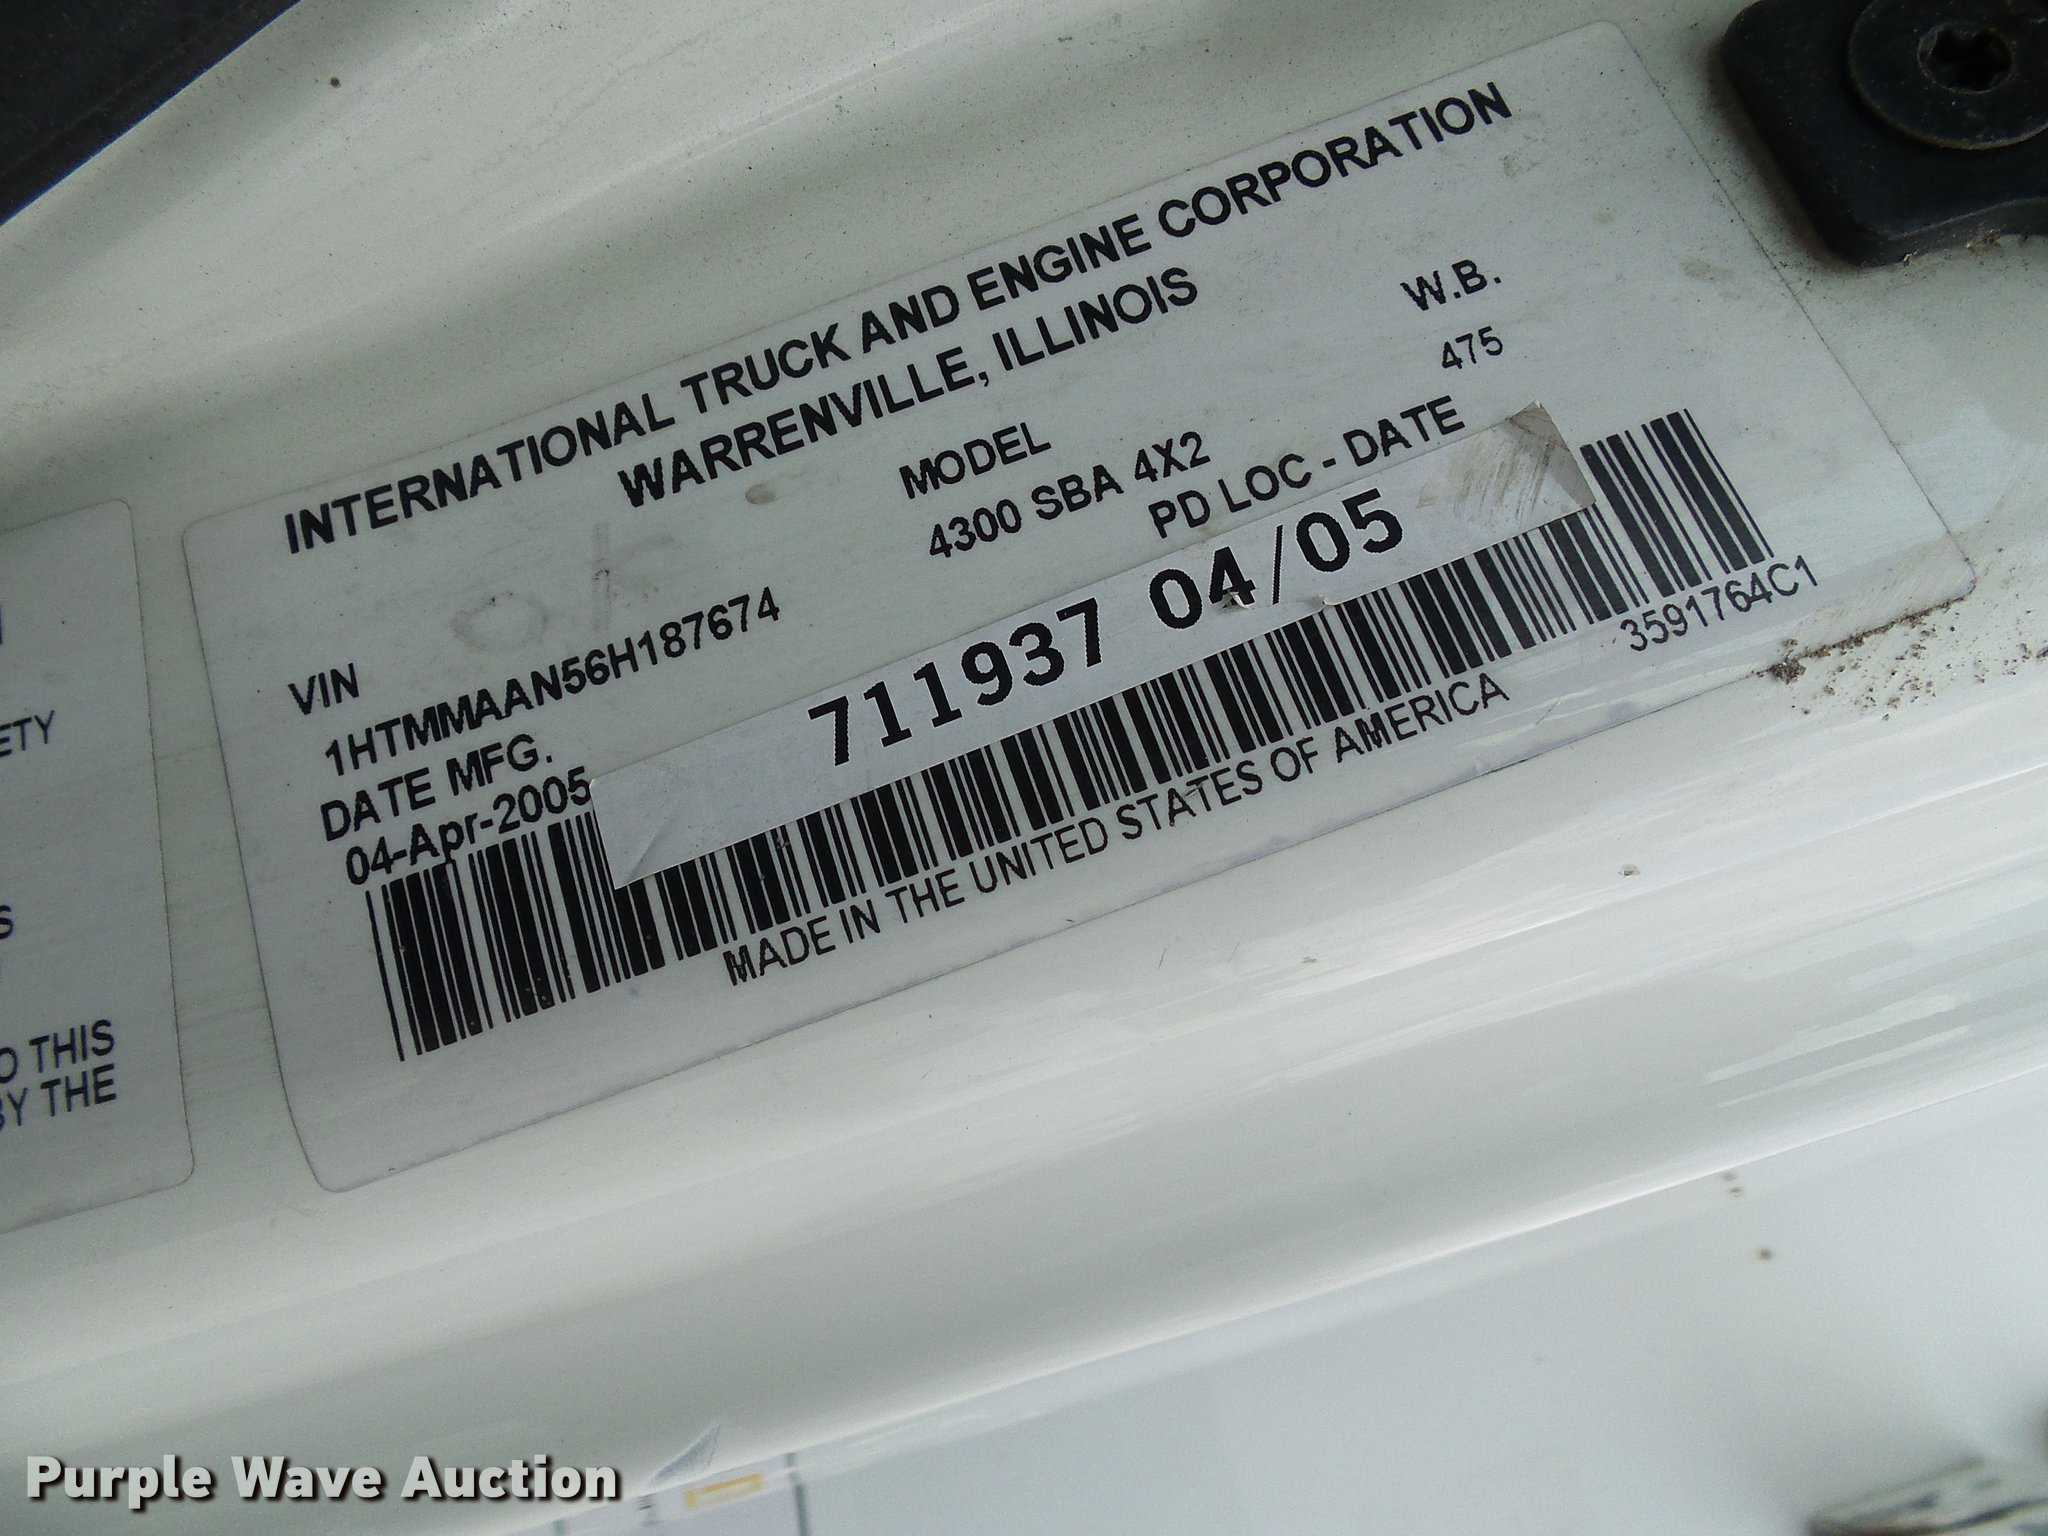 INTERNATIONAL TRUCK AND ENGINE CORPORATION
WARRENVILLE, ILLINOIS
VIN
MODEL
W.B.
1HTMMAAN56H187674
4300 SBA 4X2
475
DATE MFG.
PD LOC - DATE
04-Apr-2005
711937 04/05
3591764C1
MADE IN THE UNITED STATES OF AMERICA
THIS
BY THE
Purple Wave Auction